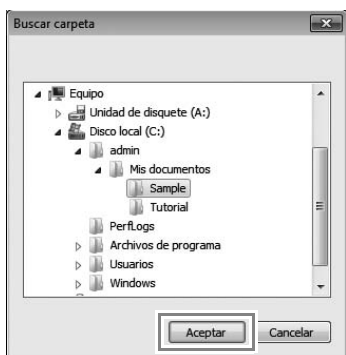 Buscar carpeta
Equipo
Unidad de disquete (A:)
Disco local (C:)
admin
Mis documentos
Sample
Tutorial
PerfLogs
Archivos de programa
Usuarios
Windows
Aceptar
Cancelar